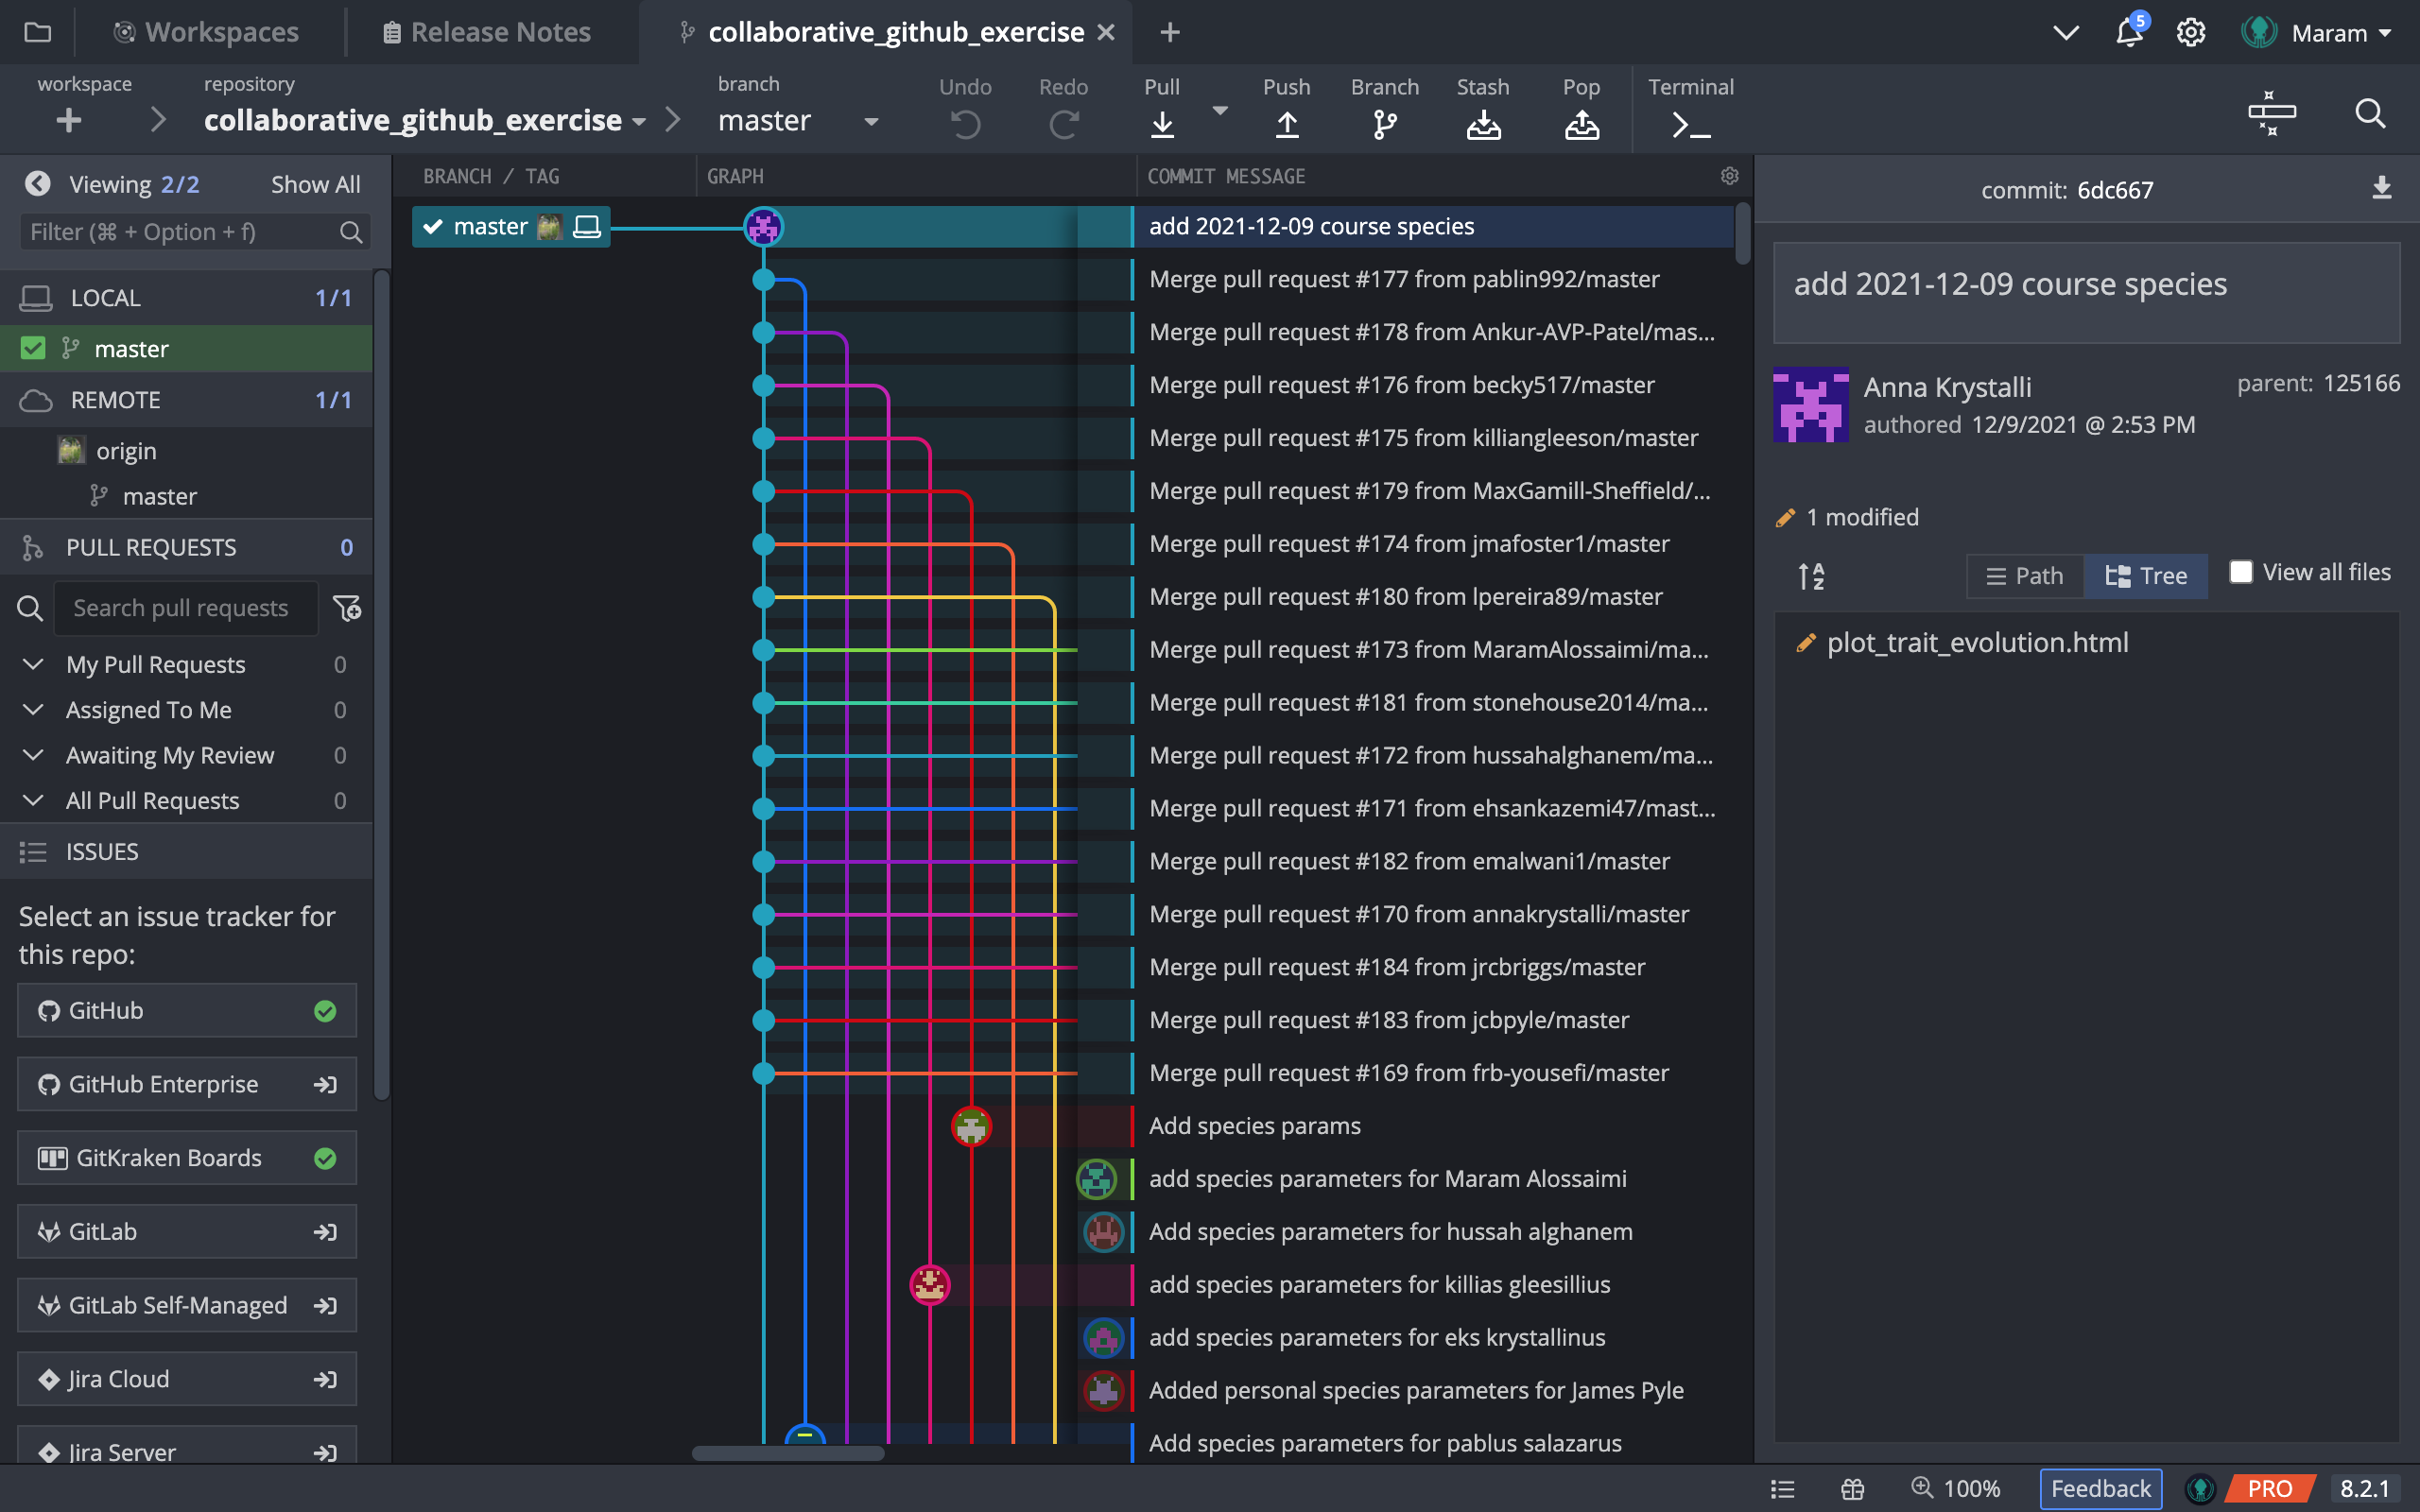 Workspaces
Release Notes
collaborative_github_exercise
5
Maram
workspace
repository
collaborative_github_exercise
branch
master
Undo
Redo
Pull
Push
Branch
Stash
Pop
Terminal
Viewing 2/2
Show All
Filter (⌘ + Option + f)
LOCAL 1/1
master
REMOTE 1/1
origin
master
PULL REQUESTS 0
Search pull requests
My Pull Requests 0
Assigned To Me 0
Awaiting My Review 0
All Pull Requests 0
ISSUES
Select an issue tracker for
this repo:
GitHub
GitHub Enterprise
GitKraken Boards
GitLab
GitLab Self-Managed
Jira Cloud
Jira Server
BRANCH / TAG
GRAPH
COMMIT MESSAGE
master
add 2021-12-09 course species
Merge pull request #177 from pablin992/master
Merge pull request #178 from Ankur-AVP-Patel/mas...
Merge pull request #176 from becky517/master
Merge pull request #175 from killiangleeson/master
Merge pull request #179 from MaxGamill-Sheffield/...
Merge pull request #174 from jmafoster1/master
Merge pull request #180 from lpereira89/master
Merge pull request #173 from MaramAlossaimi/ma...
Merge pull request #181 from stonehouse2014/ma...
Merge pull request #172 from hussahalghanem/ma...
Merge pull request #171 from ehsankazemi47/mast...
Merge pull request #182 from emalwani1/master
Merge pull request #170 from annakrystalli/master
Merge pull request #184 from jrcbriggs/master
Merge pull request #183 from jcbpyle/master
Merge pull request #169 from frb-yousefi/master
Add species params
add species parameters for Maram Alossaimi
Add species parameters for hussah alghanem
add species parameters for killias gleesillius
add species parameters for eks krystallinus
Added personal species parameters for James Pyle
Add species parameters for pablus salazarus
commit: 6dc667
add 2021-12-09 course species
Anna Krystalli
parent: 125166
authored 12/9/2021 @ 2:53 PM
1 modified
Path
Tree
View all files
plot_trait_evolution.html
100%
Feedback
PRO
8.2.1